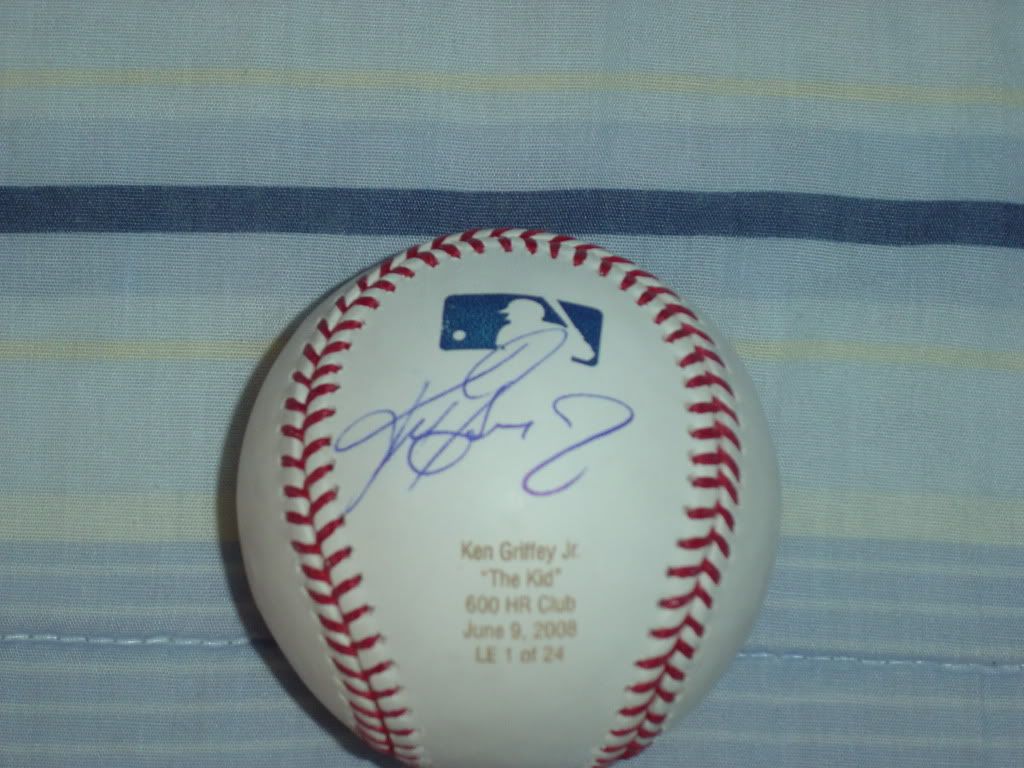 Ken Griffey Jr.
"The Kid"
600 HR Club
June 9, 2008
LE 1 of 24